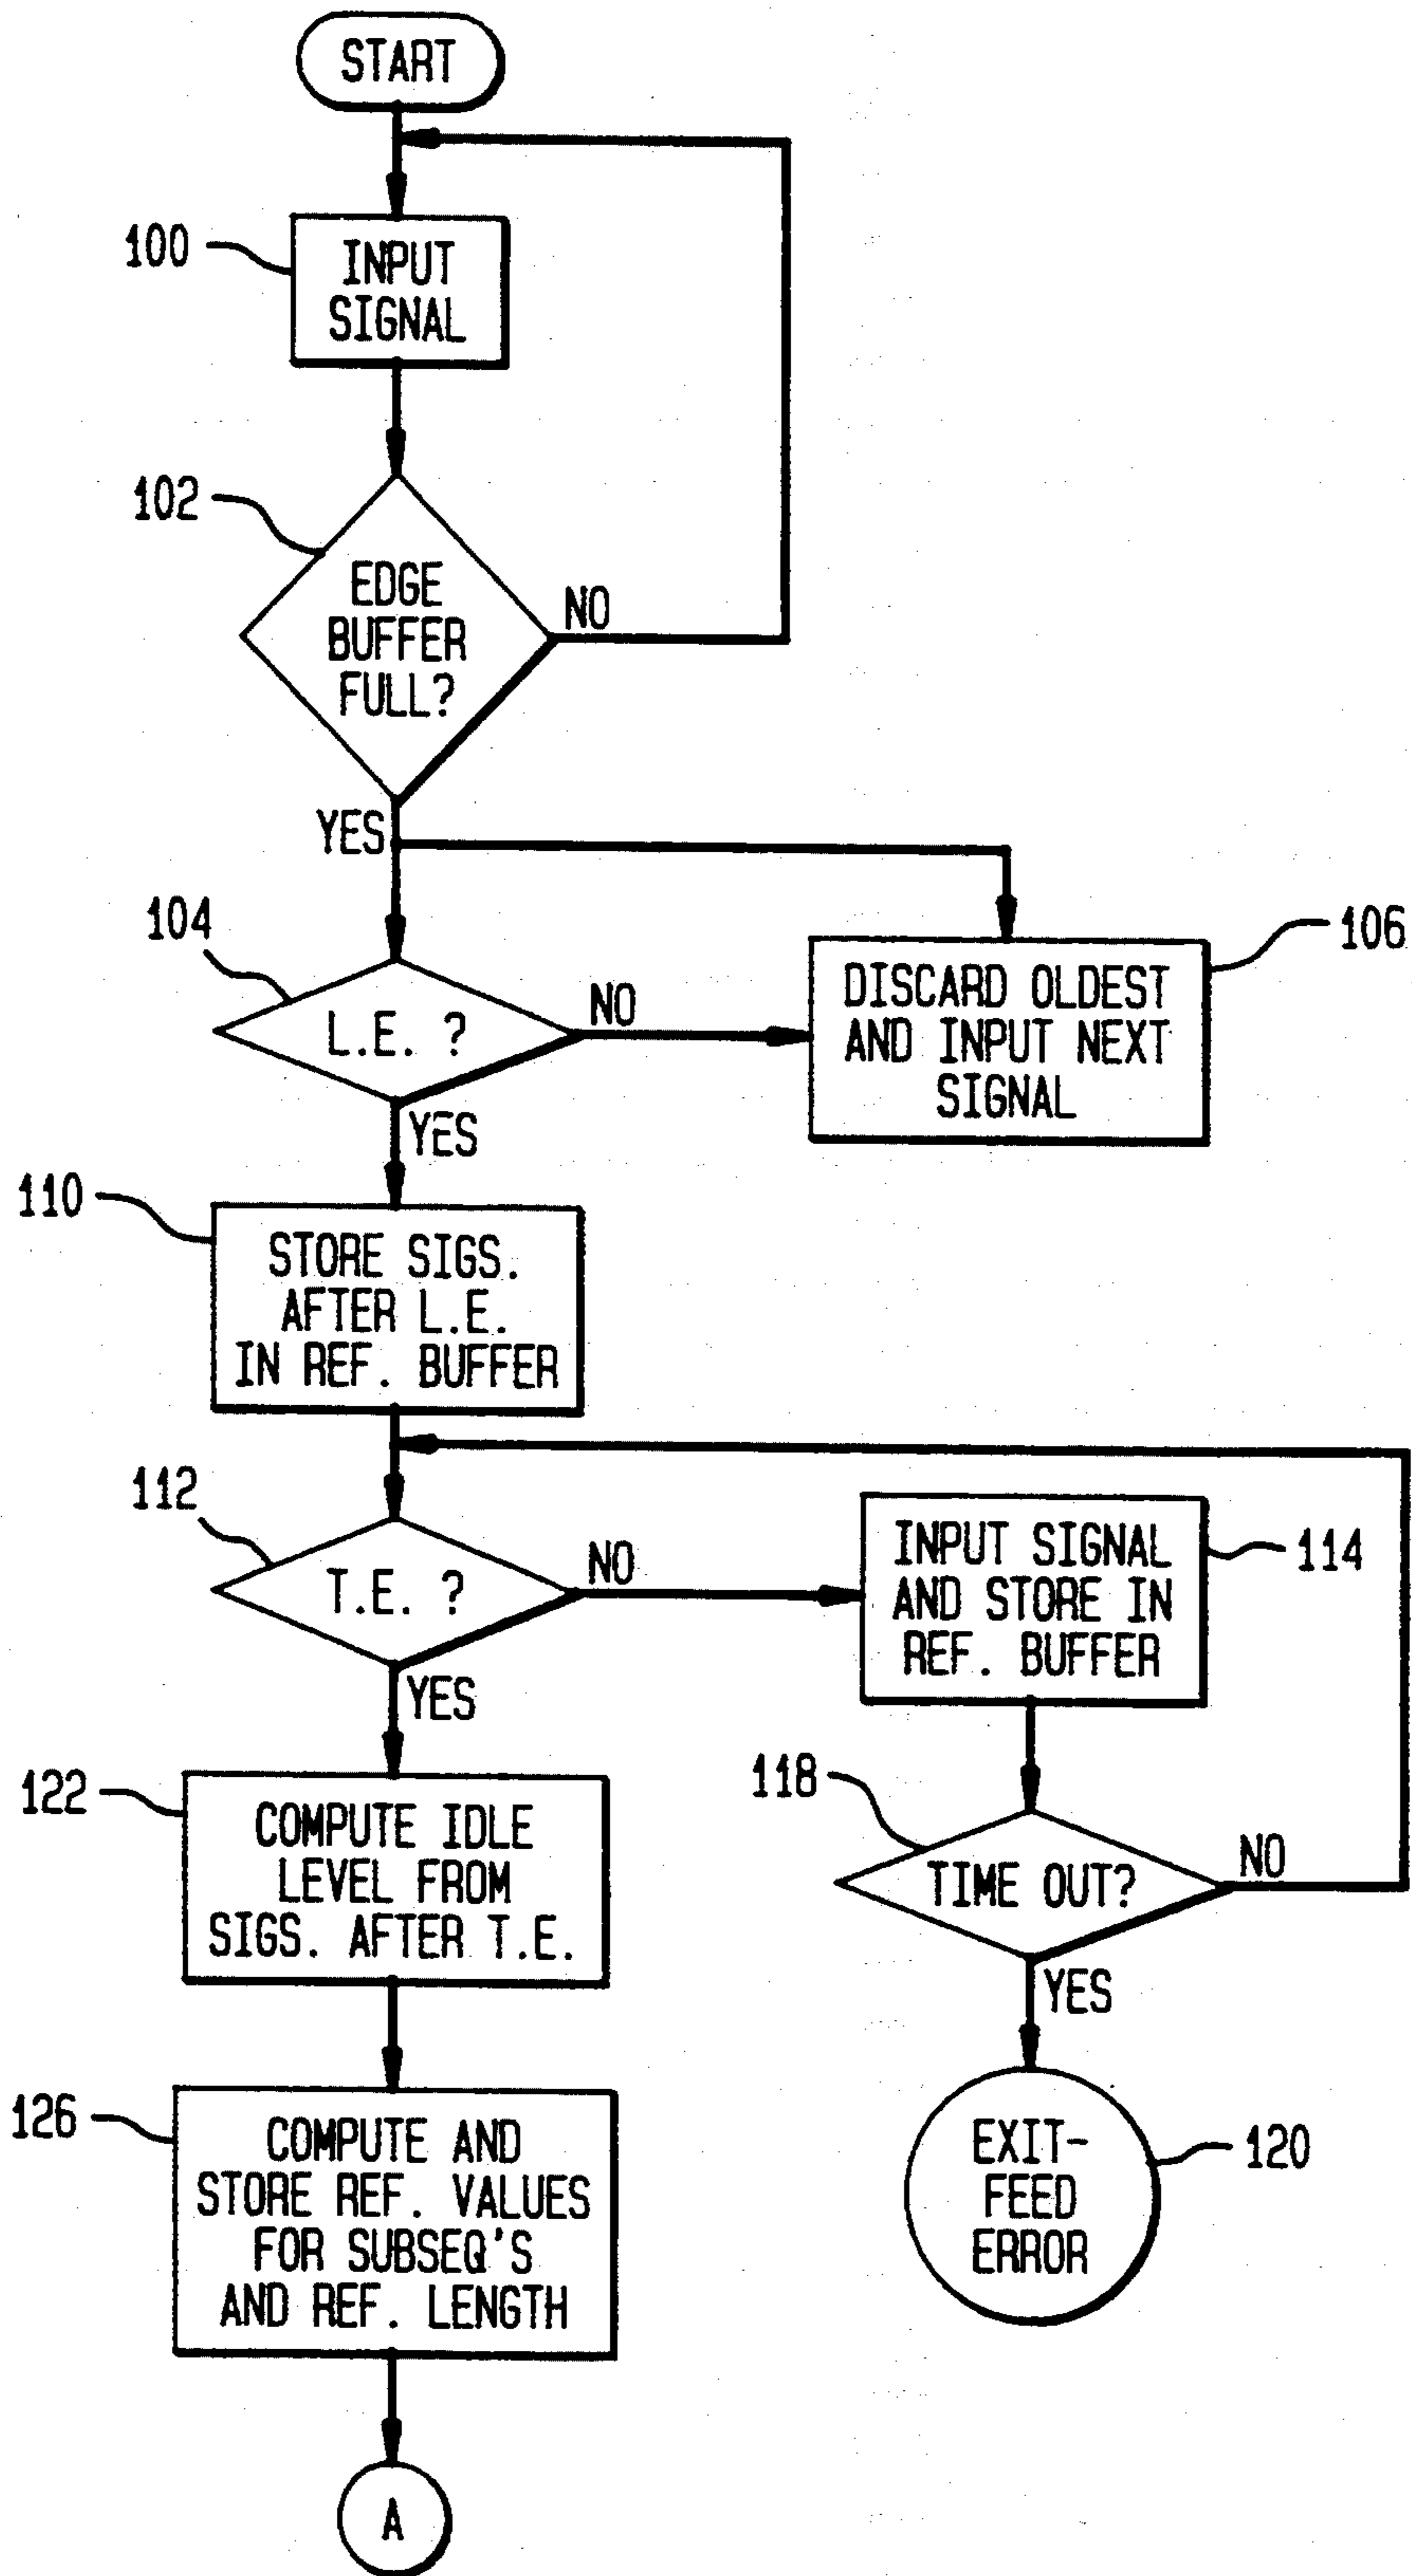 START
100
INPUT
SIGNAL
102
EDGE
BUFFER
FULL?
NO
YES
104
L.E. ?
NO
106
DISCARD OLDEST
AND INPUT NEXT
SIGNAL
YES
110
STORE SIGS.
AFTER L.E.
IN REF. BUFFER
112
T.E. ?
NO
114
INPUT SIGNAL
AND STORE IN
REF. BUFFER
YES
118
TIME OUT?
NO
YES
122
COMPUTE IDLE
LEVEL FROM
SIGS. AFTER T.E.
120
EXIT-
FEED
ERROR
126
COMPUTE AND
STORE REF. VALUES
FOR SUBSEQ'S
AND REF. LENGTH
A